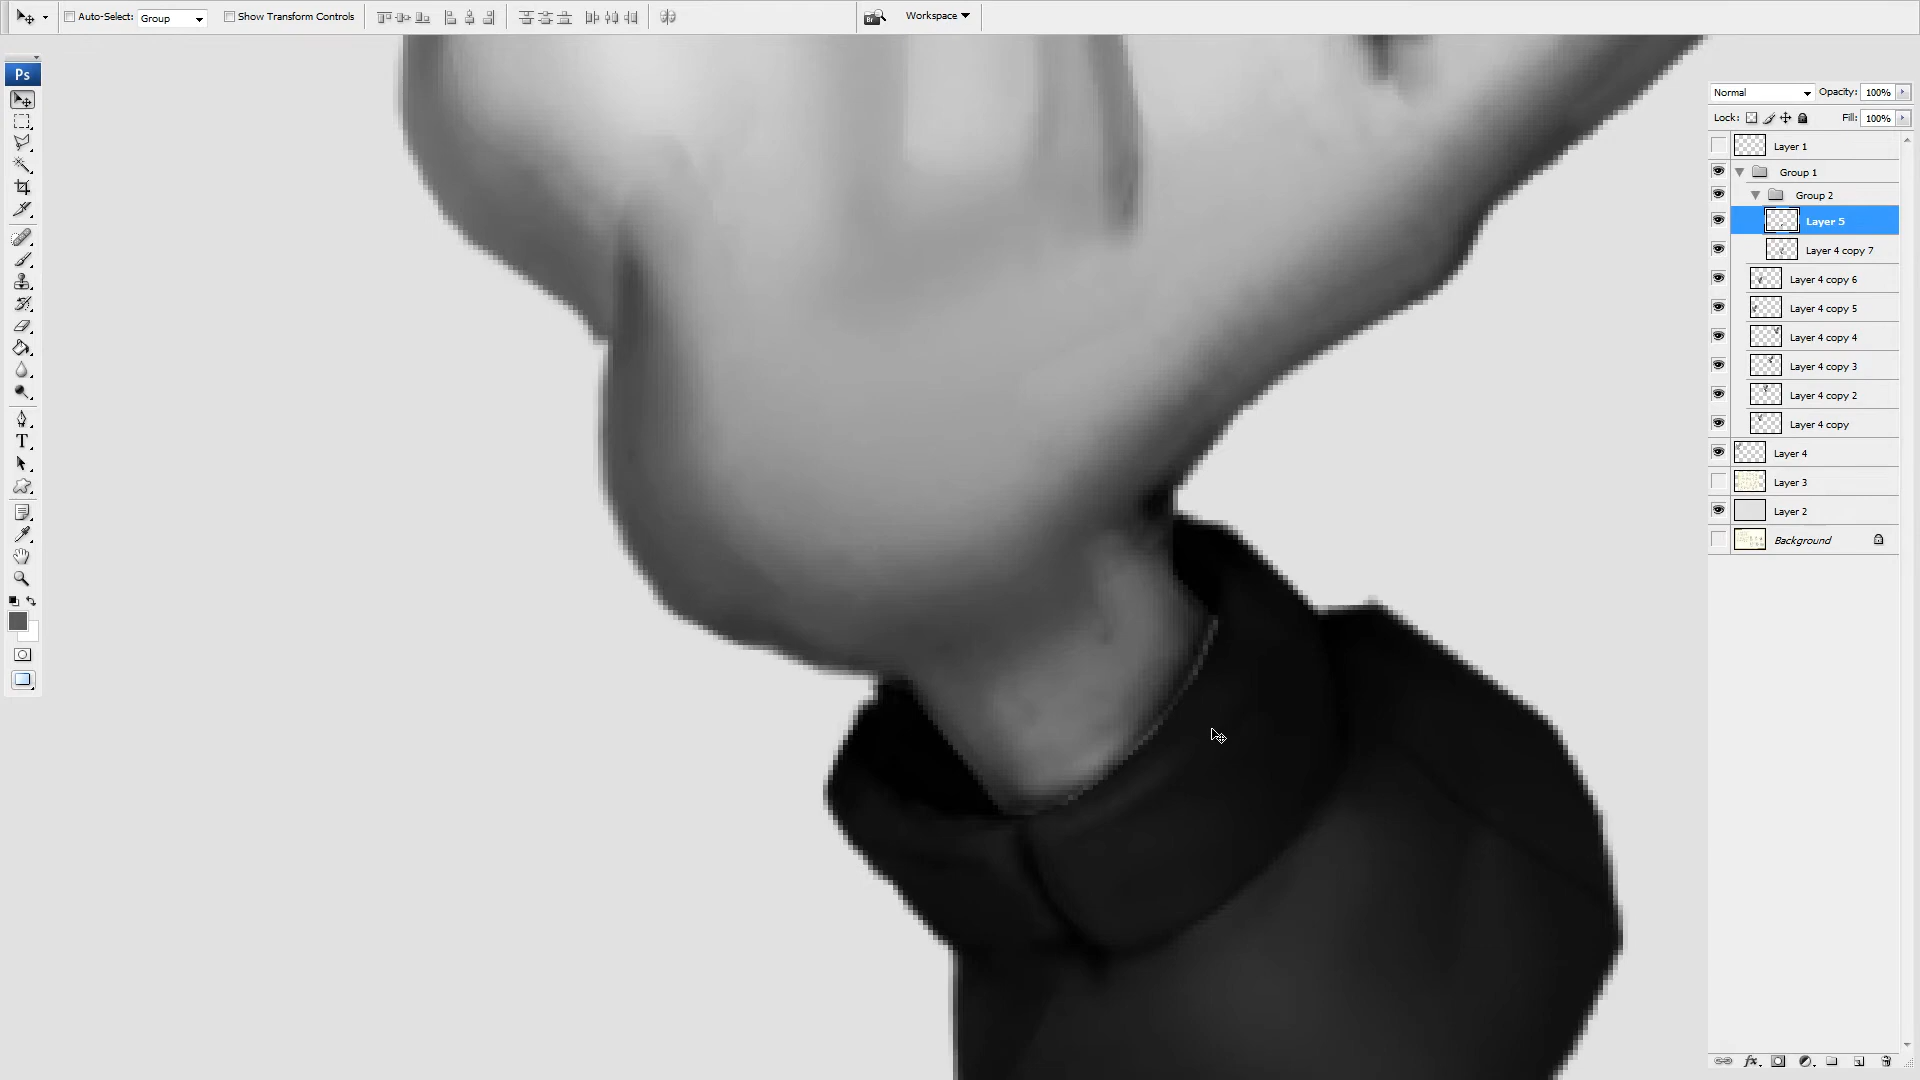 Auto-Select: Group Show Transform Controls Br Workspace
Ps
T
Normal Opacity: 100%
Lock: Fill: 100%
Layer 1
Group 1
Group 2
Layer 5
Layer 4 copy 7
Layer 4 copy 6
Layer 4 copy 5
Layer 4 copy 4
Layer 4 copy 3
Layer 4 copy 2
Layer 4 copy
Layer 4
Layer 3
Layer 2
Background
fx